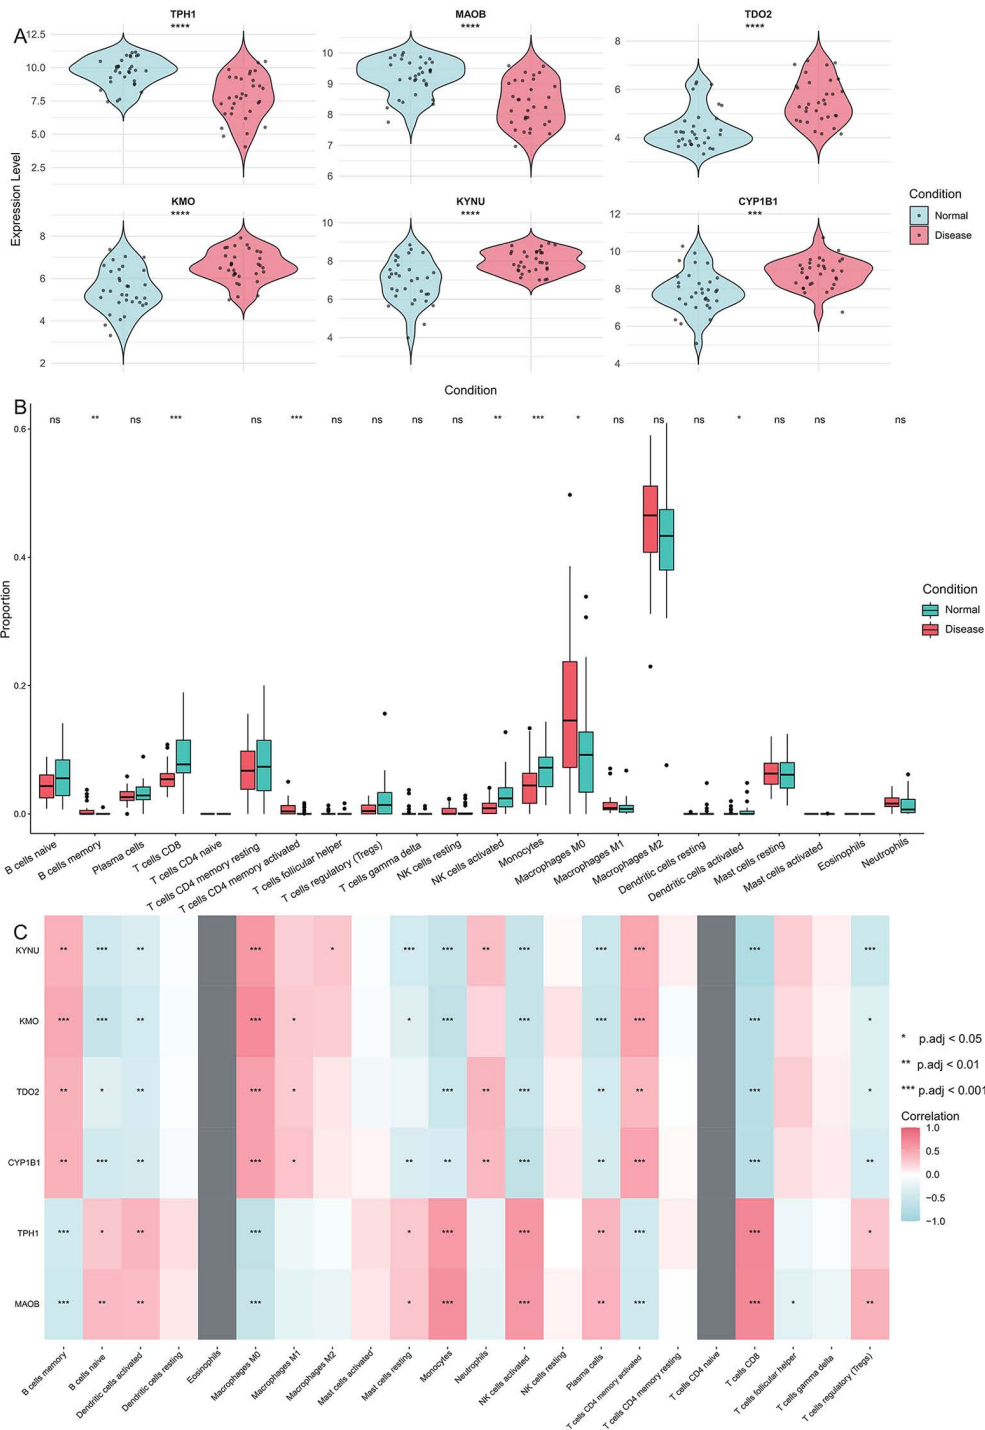 A
TPH1
****
MAOB
****
TDO2
****
12.5
10.0
7.5
5.0
2.5
10
9
8
7
6
8
6
4
Expression Level
KMO
****
KYNU
****
CYP1B1
***
8
6
4
2
10
8
6
4
12
10
8
6
4
Condition
Normal
Disease
Condition
B
ns ** ns *** ns *** ns ns ns ns ** *** * ns ns ns * ns ns ns
0.6
0.4
0.2
0.0
Proportion
Condition
Normal
Disease
B cells naive
B cells memory
Plasma cells
T cells CD8
T cells CD4 naive
T cells CD4 memory resting
T cells CD4 memory activated
T cells follicular helper
T cells regulatory (Tregs)
T cells gamma delta
NK cells resting
NK cells activated
Monocytes
Macrophages M0
Macrophages M1
Macrophages M2
Dendritic cells resting
Dendritic cells activated
Mast cells resting
Mast cells activated
Eosinophils
Neutrophils
C
KYNU ** *** ** *** * *** *** ** *** *** *** *** ***
KMO *** *** ** *** * * *** *** *** *** *** *
TDO2 ** * ** *** * *** ** *** ** ** *** *
CYP1B1 ** *** ** *** * ** ** ** *** ** *** *** **
TPH1 *** * ** *** * *** *** ** *** *** *
MAOB *** ** ** *** * *** *** ** *** *** * **
* p.adj < 0.05
** p.adj < 0.01
*** p.adj < 0.001
Correlation
1.0
0.5
0.0
−0.5
−1.0
B cells memory
B cells naive
Dendritic cells activated
Dendritic cells resting
Eosinophils
Macrophages M0
Macrophages M1
Macrophages M2
Mast cells activated
Mast cells resting
Monocytes
Neutrophils
NK cells activated
NK cells resting
Plasma cells
T cells CD4 memory activated
T cells CD4 memory resting
T cells CD4 naive
T cells CD8
T cells follicular helper
T cells gamma delta
T cells regulatory (Tregs)